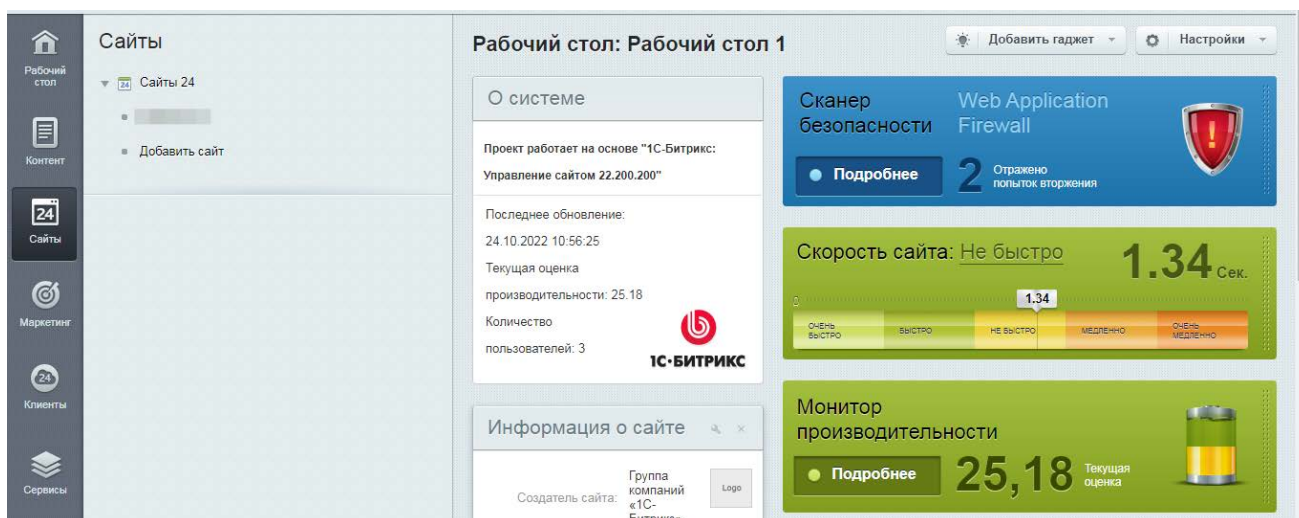 Рабочий
стол
Контент
24
Сайты
Маркетинг
24
Клиенты
Сервисы
Сайты
24 Сайты 24
Добавить сайт
Рабочий стол: Рабочий стол 1
Добавить гаджет
Настройки
О системе
Проект работает на основе "1С-Битрикс:
Управление сайтом 22.200.200"
Последнее обновление:
24.10.2022 10:56:25
Текущая оценка
производительности: 25.18
Количество
пользователей: 3
1С·БИТРИКС
Информация о сайте
Создатель сайта:
Группа
компаний
«1С-
Битрикс»
Logo
Сканер
безопасности
Web Application
Firewall
Подробнее
2
Отражено
попыток вторжения
Скорость сайта: Не быстро
1.34 Сек.
0
1.34
ОЧЕНЬ
БЫСТРО
БЫСТРО
НЕ БЫСТРО
МЕДЛЕННО
ОЧЕНЬ
МЕДЛЕННО
Монитор
производительности
Подробнее
25,18
Текущая
оценка